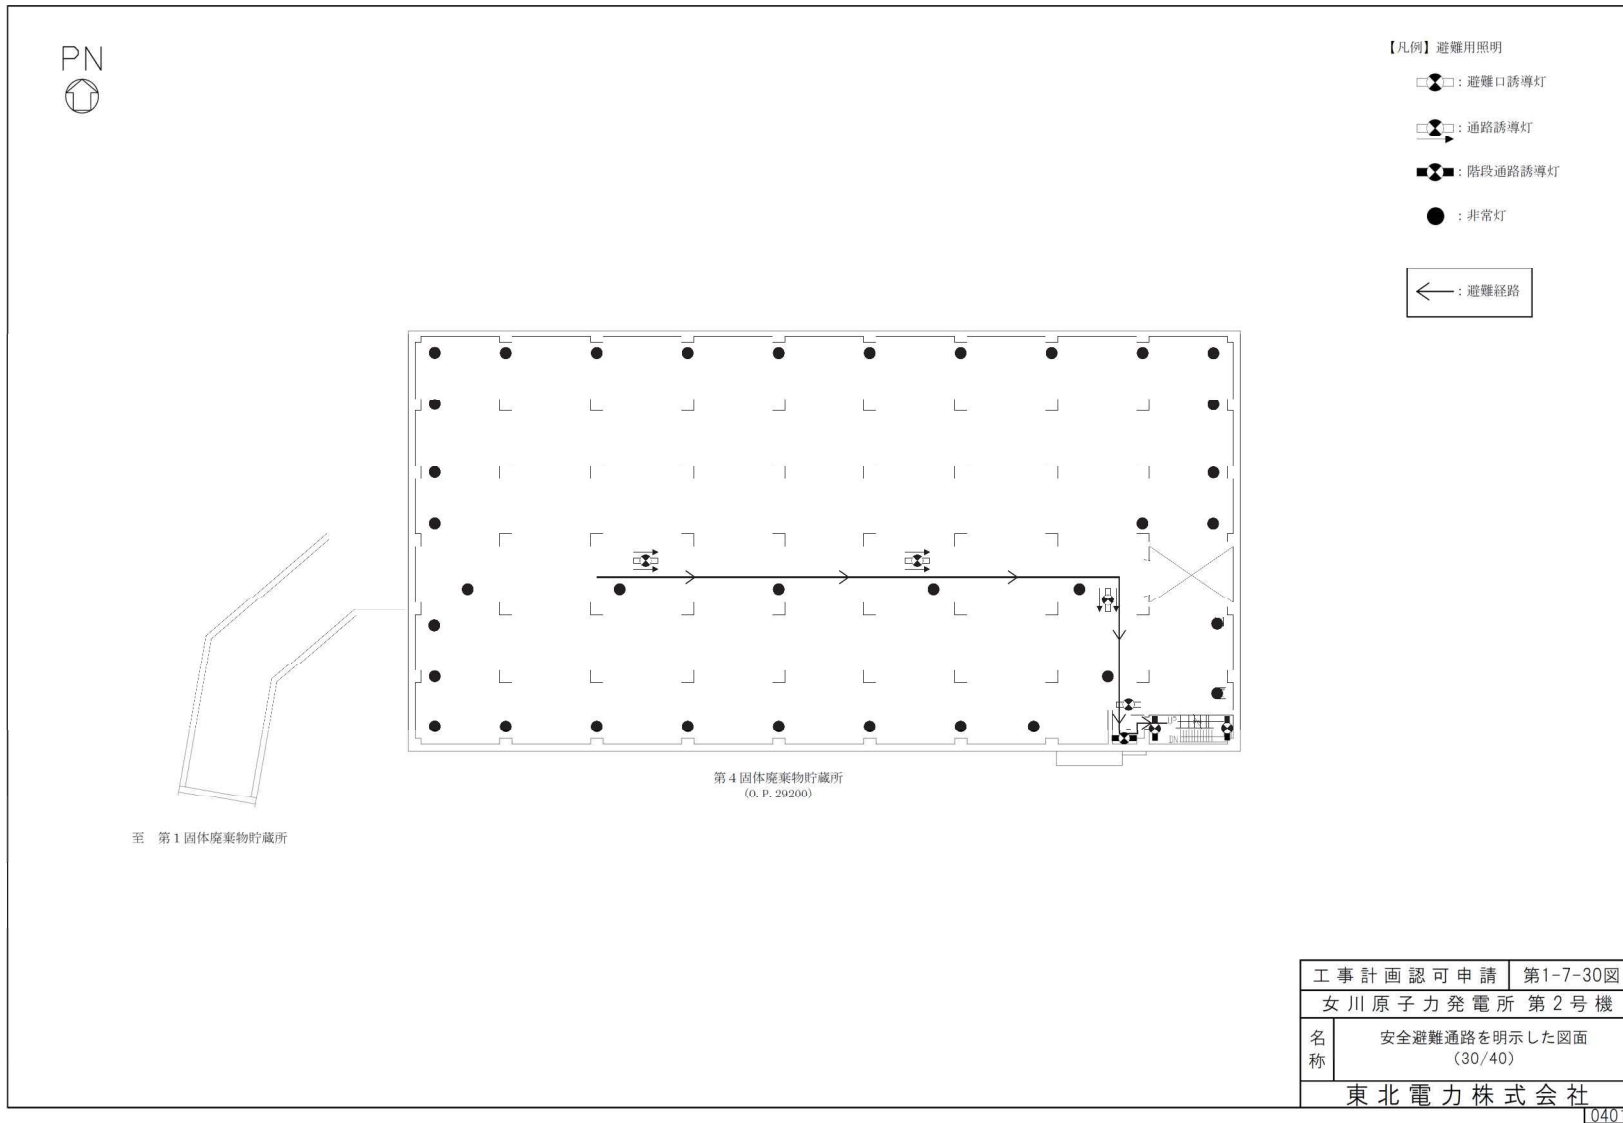 PN
【凡例】避難用照明
：避難口誘導灯
：通路誘導灯
：階段通路誘導灯
：非常灯
：避難経路
UP
DN
第４固体廃棄物貯蔵所
(O. P. 29200)
至　第１固体廃棄物貯蔵所
工事計画認可申請 第1-7-30図
女川原子力発電所 第２号機
名称 安全避難通路を明示した図面
(30/40)
東北電力株式会社
0401